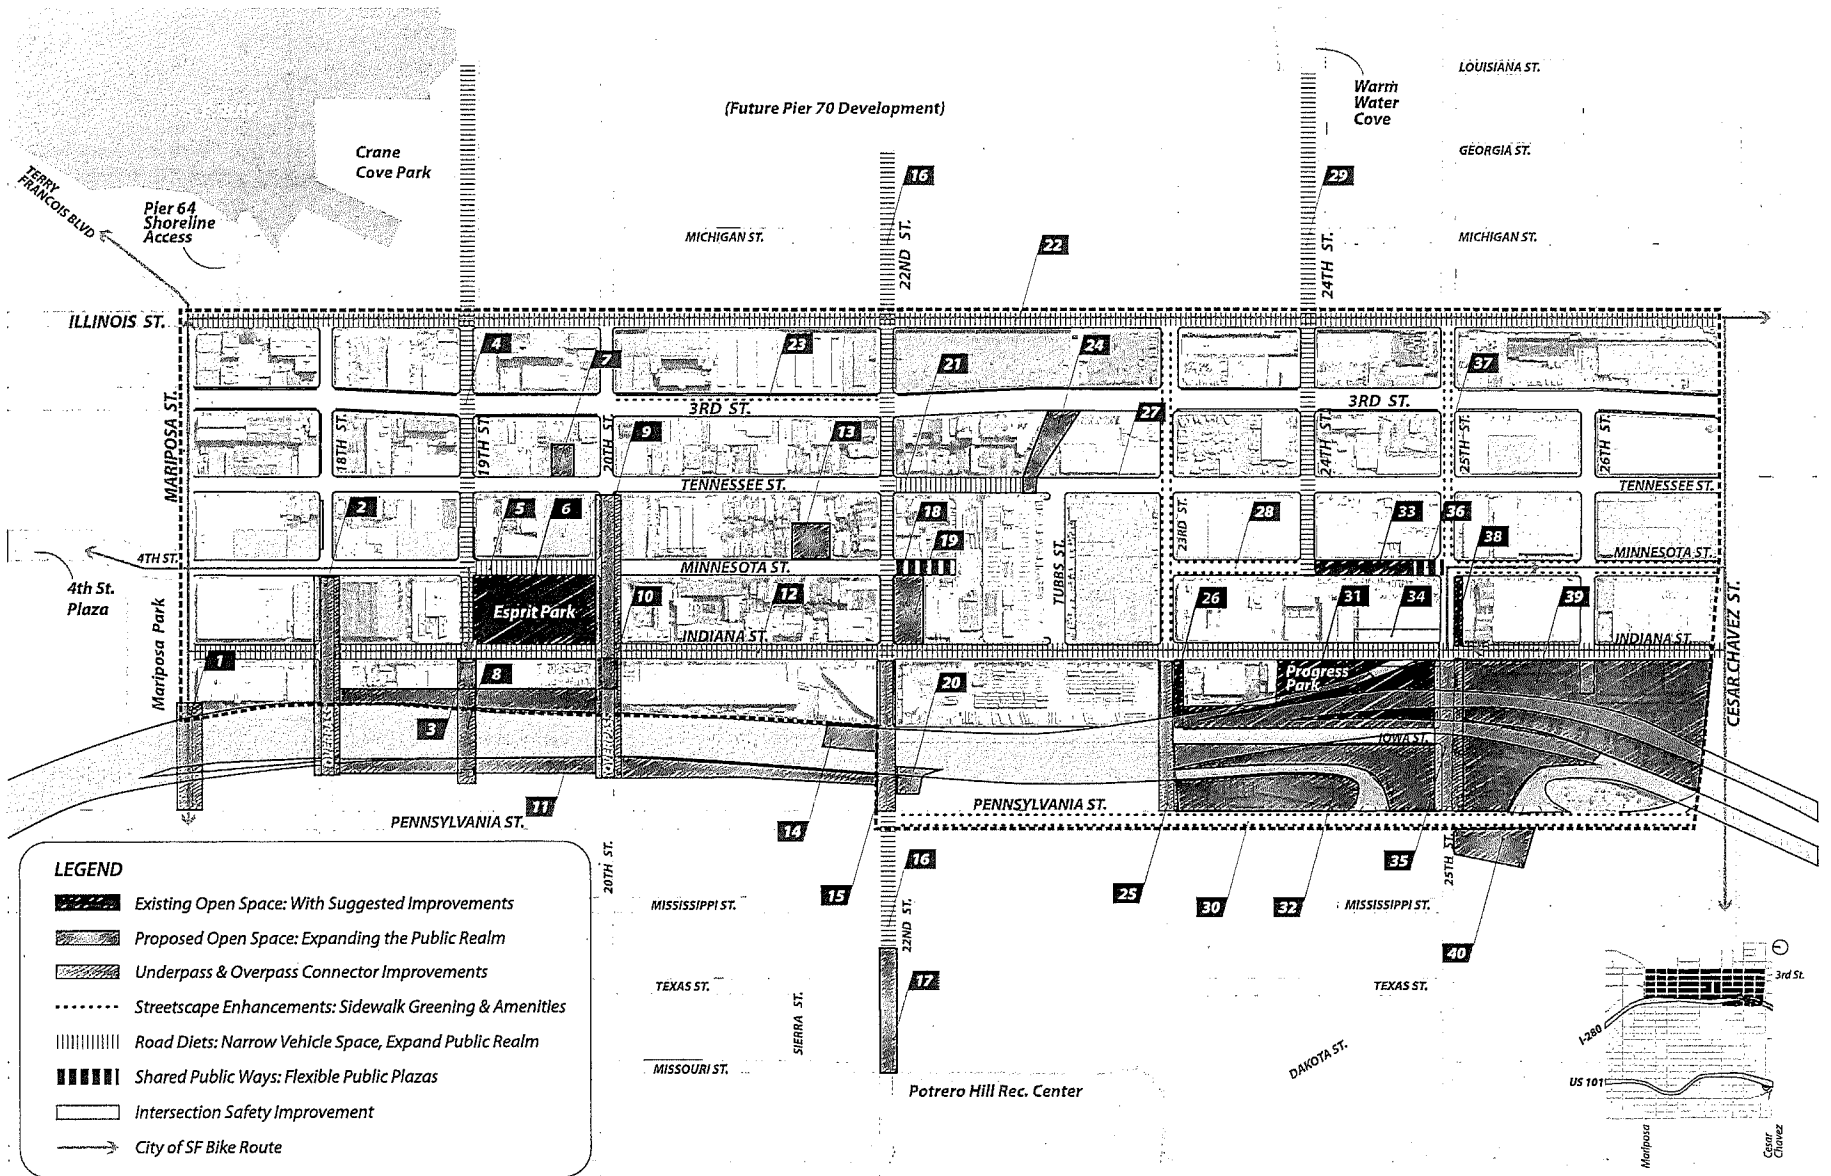 LOUISIANA ST.
Warm
Water
Cove
(Future Pier 70 Development)
Crane
Cove Park
GEORGIA ST.
TERRY
FRANCOIS BLVD
16
29
Pier 64
Shoreline
Access
MICHIGAN ST.
22ND ST.
22
24TH ST.
MICHIGAN ST.
ILLINOIS ST.
4
7
23
21
24
37
MARIPOSA ST.
3RD ST.
3RD ST.
18TH ST.
19TH ST.
20TH ST.
9
13
27
24TH ST.
25TH ST.
26TH ST.
TENNESSEE ST.
TENNESSEE ST.
2
5
6
18
19
23RD ST.
28
33
36
38
4TH ST.
MINNESOTA ST.
MINNESOTA ST.
4th St.
Plaza
Mariposa Park
Esprit Park
10
12
TUBBS ST.
26
31
34
39
INDIANA ST.
INDIANA ST.
CESAR CHAVEZ ST.
1
8
20
Progress
Park
3
OVERPASS
OVERPASS
IOWA ST.
11
PENNSYLVANIA ST.
PENNSYLVANIA ST.
14
15
16
25
30
32
35
25TH ST.
20TH ST.
MISSISSIPPI ST.
22ND ST.
MISSISSIPPI ST.
40
17
TEXAS ST.
TEXAS ST.
SIERRA ST.
MISSOURI ST.
DAKOTA ST.
Potrero Hill Rec. Center
LEGEND
Existing Open Space: With Suggested Improvements
Proposed Open Space: Expanding the Public Realm
Underpass & Overpass Connector Improvements
Streetscape Enhancements: Sidewalk Greening & Amenities
Road Diets: Narrow Vehicle Space, Expand Public Realm
Shared Public Ways: Flexible Public Plazas
Intersection Safety Improvement
City of SF Bike Route
3rd St.
I-280
US 101
Mariposa
Cesar
Chavez